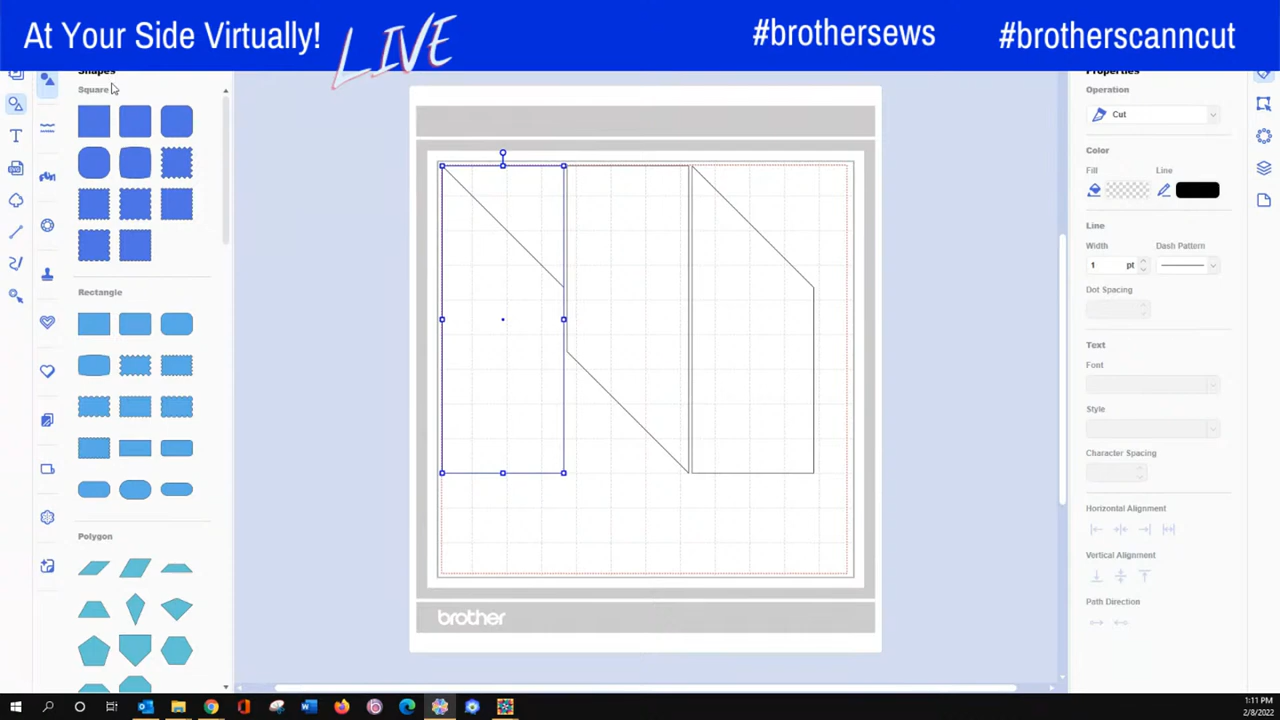 At Your Side Virtually!
LIVE
#brothersews
#brotherscanncut
Shapes
Square
Rectangle
Polygon
brother
Properties
Operation
Cut
Color
Fill
Line
Line
Width
Dash Pattern
1
pt
Dot Spacing
Text
Font
Style
Character Spacing
Horizontal Alignment
Vertical Alignment
Path Direction
1:11 PM
2/8/2022